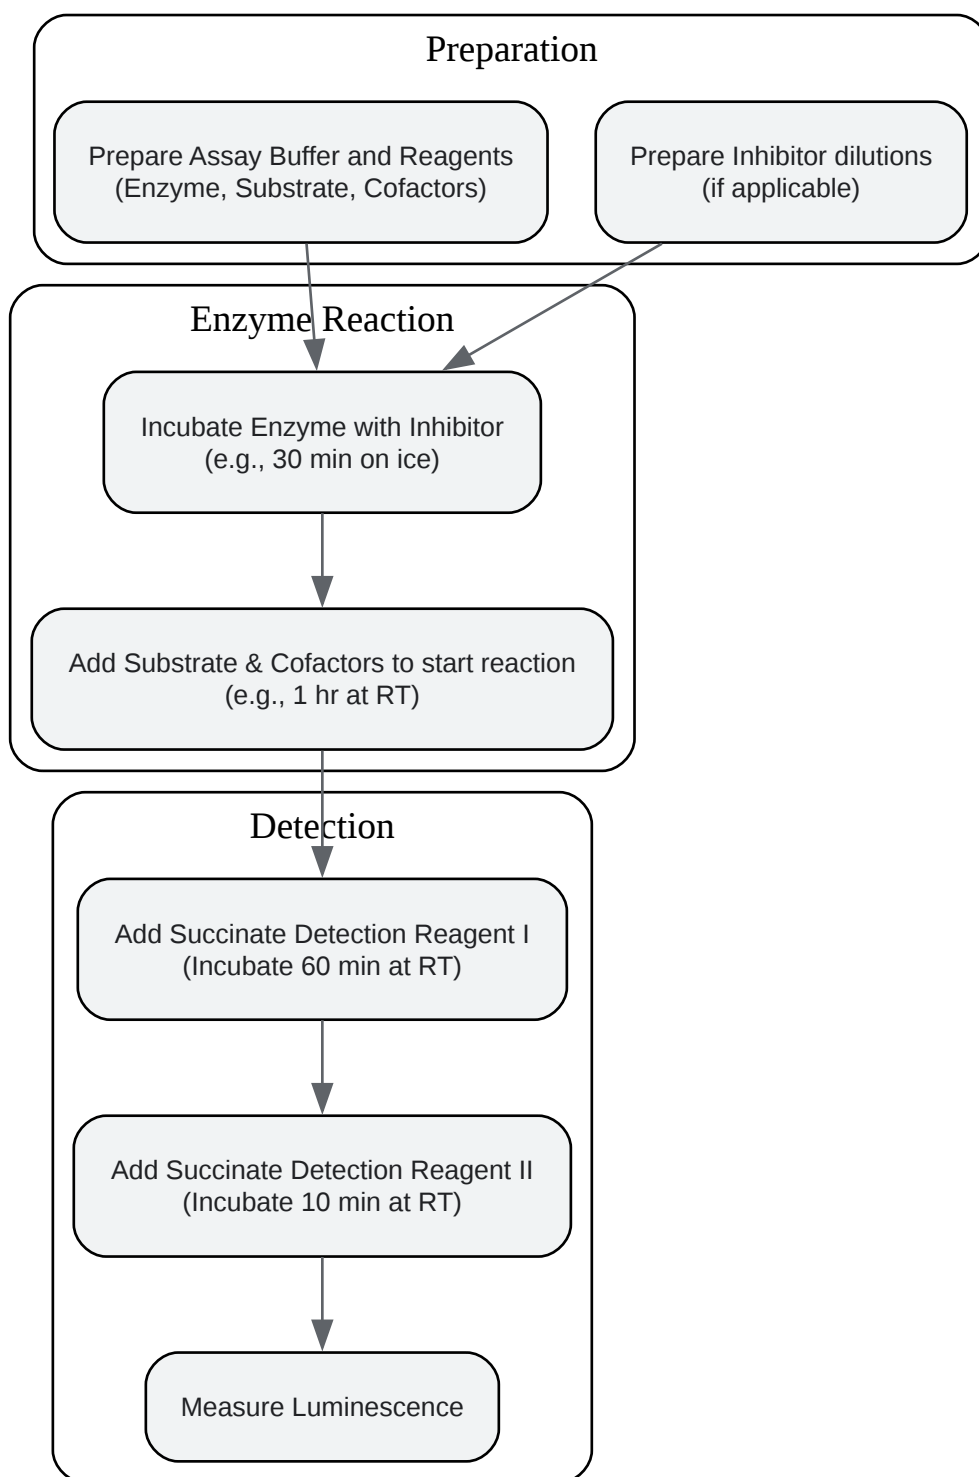 Preparation
Prepare Assay Buffer and Reagents
(Enzyme, Substrate, Cofactors)
Prepare Inhibitor dilutions
(if applicable)
Enzyme Reaction
Incubate Enzyme with Inhibitor
(e.g., 30 min on ice)
Add Substrate & Cofactors to start reaction
(e.g., 1 hr at RT)
Detection
Add Succinate Detection Reagent I
(Incubate 60 min at RT)
Add Succinate Detection Reagent II
(Incubate 10 min at RT)
Measure Luminescence